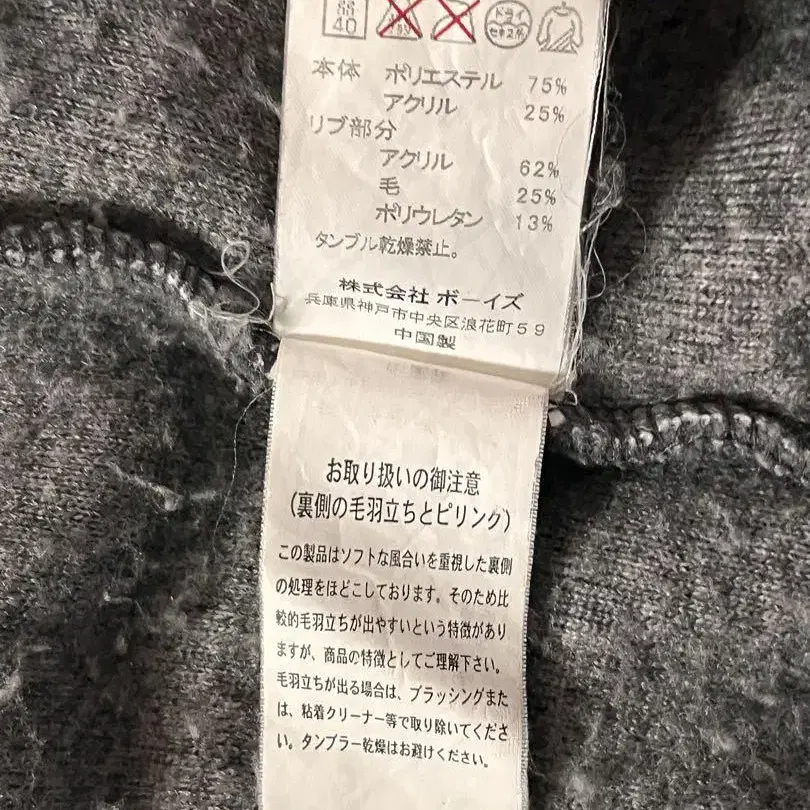 40
ドライ
セキユ系
本体 ポリエステル 75%
アクリル 25%
リブ部分
アクリル 62%
毛 25%
ポリウレタン 13%
タンブル乾燥禁止。
株式会社 ボーイズ
兵庫県神戸市中央区浪花町59
中国製
お取り扱いの御注意
(裏側の毛羽立ちとピリング)
この製品はソフトな風合いを重視した裏側
の処理をほどこしております。そのため比
較的毛羽立ちが出やすいという特徴があり
ますが、商品の特徴としてご理解下さい。
毛羽立ちが出る場合は、ブラッシングまた
は、粘着クリーナー等で取り除いてくださ
い。タンブラー乾燥はお避けください。